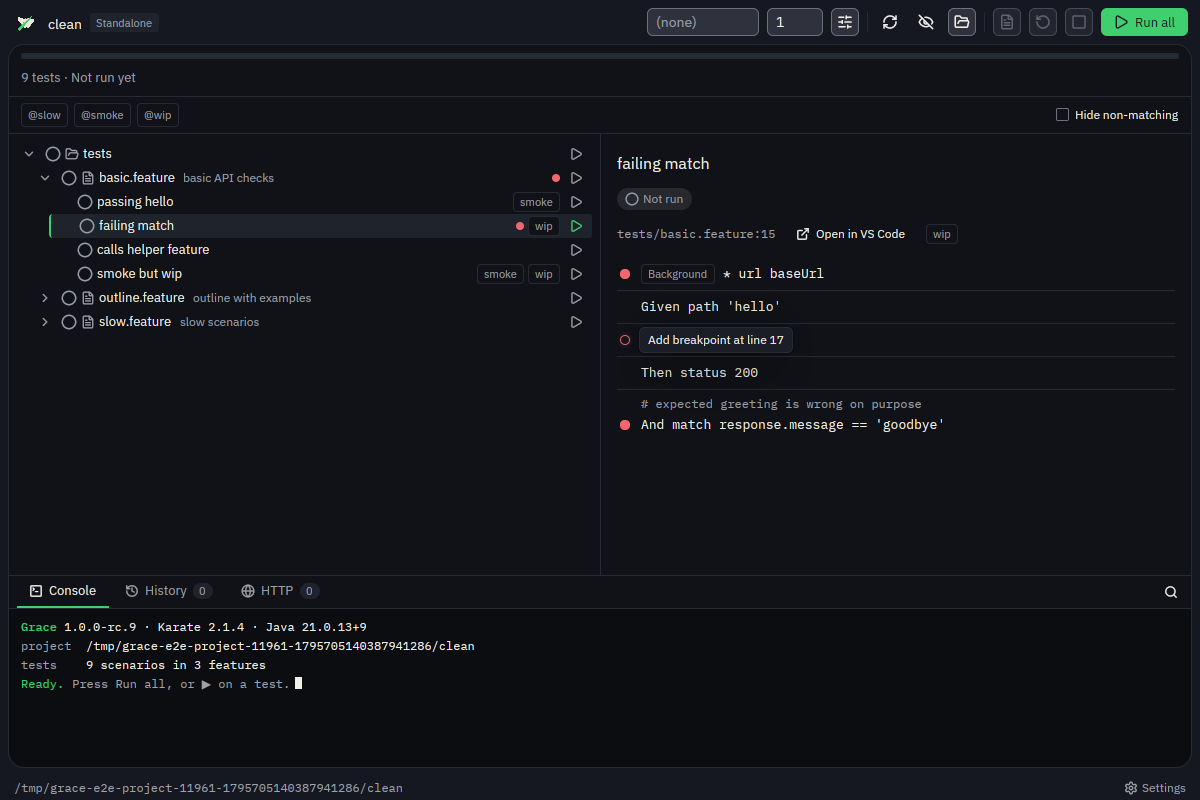 clean Standalone (none) 1 Run all
9 tests · Not run yet
@slow @smoke @wip Hide non-matching
tests
basic.feature basic API checks
passing hello smoke
failing match wip
calls helper feature
smoke but wip smoke wip
outline.feature outline with examples
slow.feature slow scenarios
failing match
Not run
tests/basic.feature:15 Open in VS Code wip
Background * url baseUrl
Given path 'hello'
Add breakpoint at line 17
Then status 200
# expected greeting is wrong on purpose
And match response.message == 'goodbye'
Console History 0 HTTP 0
Grace 1.0.0-rc.9 · Karate 2.1.4 · Java 21.0.13+9
project /tmp/grace-e2e-project-11961-1795705140387941286/clean
tests 9 scenarios in 3 features
Ready. Press Run all, or ▶ on a test.
/tmp/grace-e2e-project-11961-1795705140387941286/clean Settings